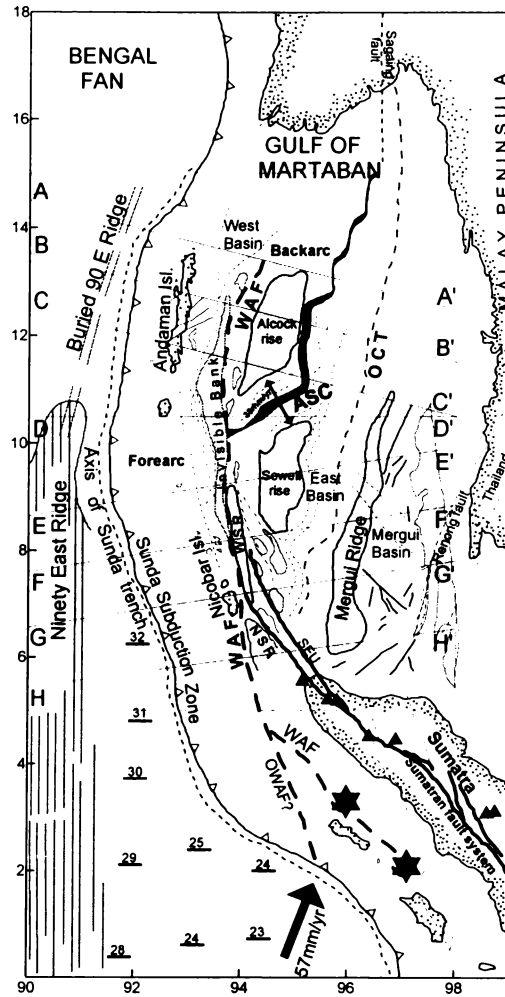 18
BENGAL
FAN
Sagaing
fault
16
GULF OF
MARTABAN
MALAY PENINSULA
A
14
West
Basin
B
Backarc
Buried 90 E Ridge
Andaman Isl.
WAF
C
A'
Alcock
rise
12
OCT
B'
Invisible Bank
ASC
C'
D
10
D'
Forearc
E'
Sewell
rise
East
Basin
Axis of Sunda trench
Ninety East Ridge
E
F'
Ranong fault
Thailand
Mergui Ridge
Mergui
Basin
WSR
8
Sunda Subduction Zone
Nicobar Isl.
G'
F
WAF
G
32
NSR
SEU
H'
6
H
31
WAF
Sumatra
Sumatran fault system
4
30
OWAF?
25
29
24
2
57mm/yr
28
24
23
0
90
92
94
96
98